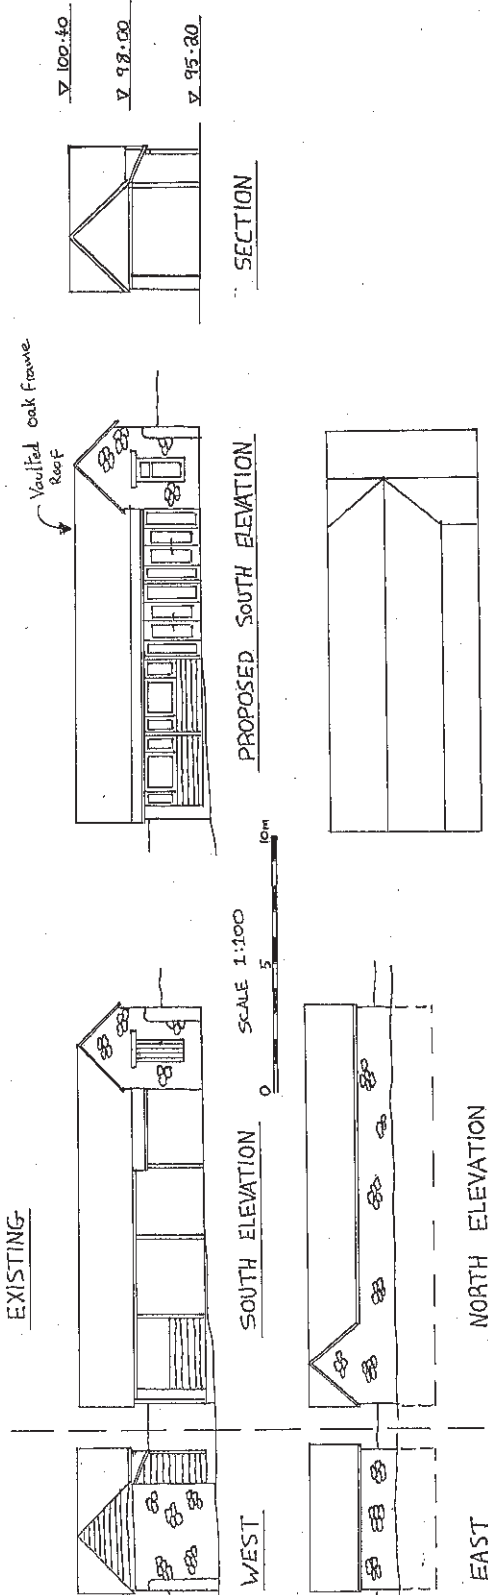 EXISTING
WEST
SOUTH ELEVATION
EAST
NORTH ELEVATION
SCALE 1:100
0
5
10m
Vaulted oak frame
Roof
PROPOSED SOUTH ELEVATION
SECTION
▽ 100.40
▽ 98.00
▽ 95.20